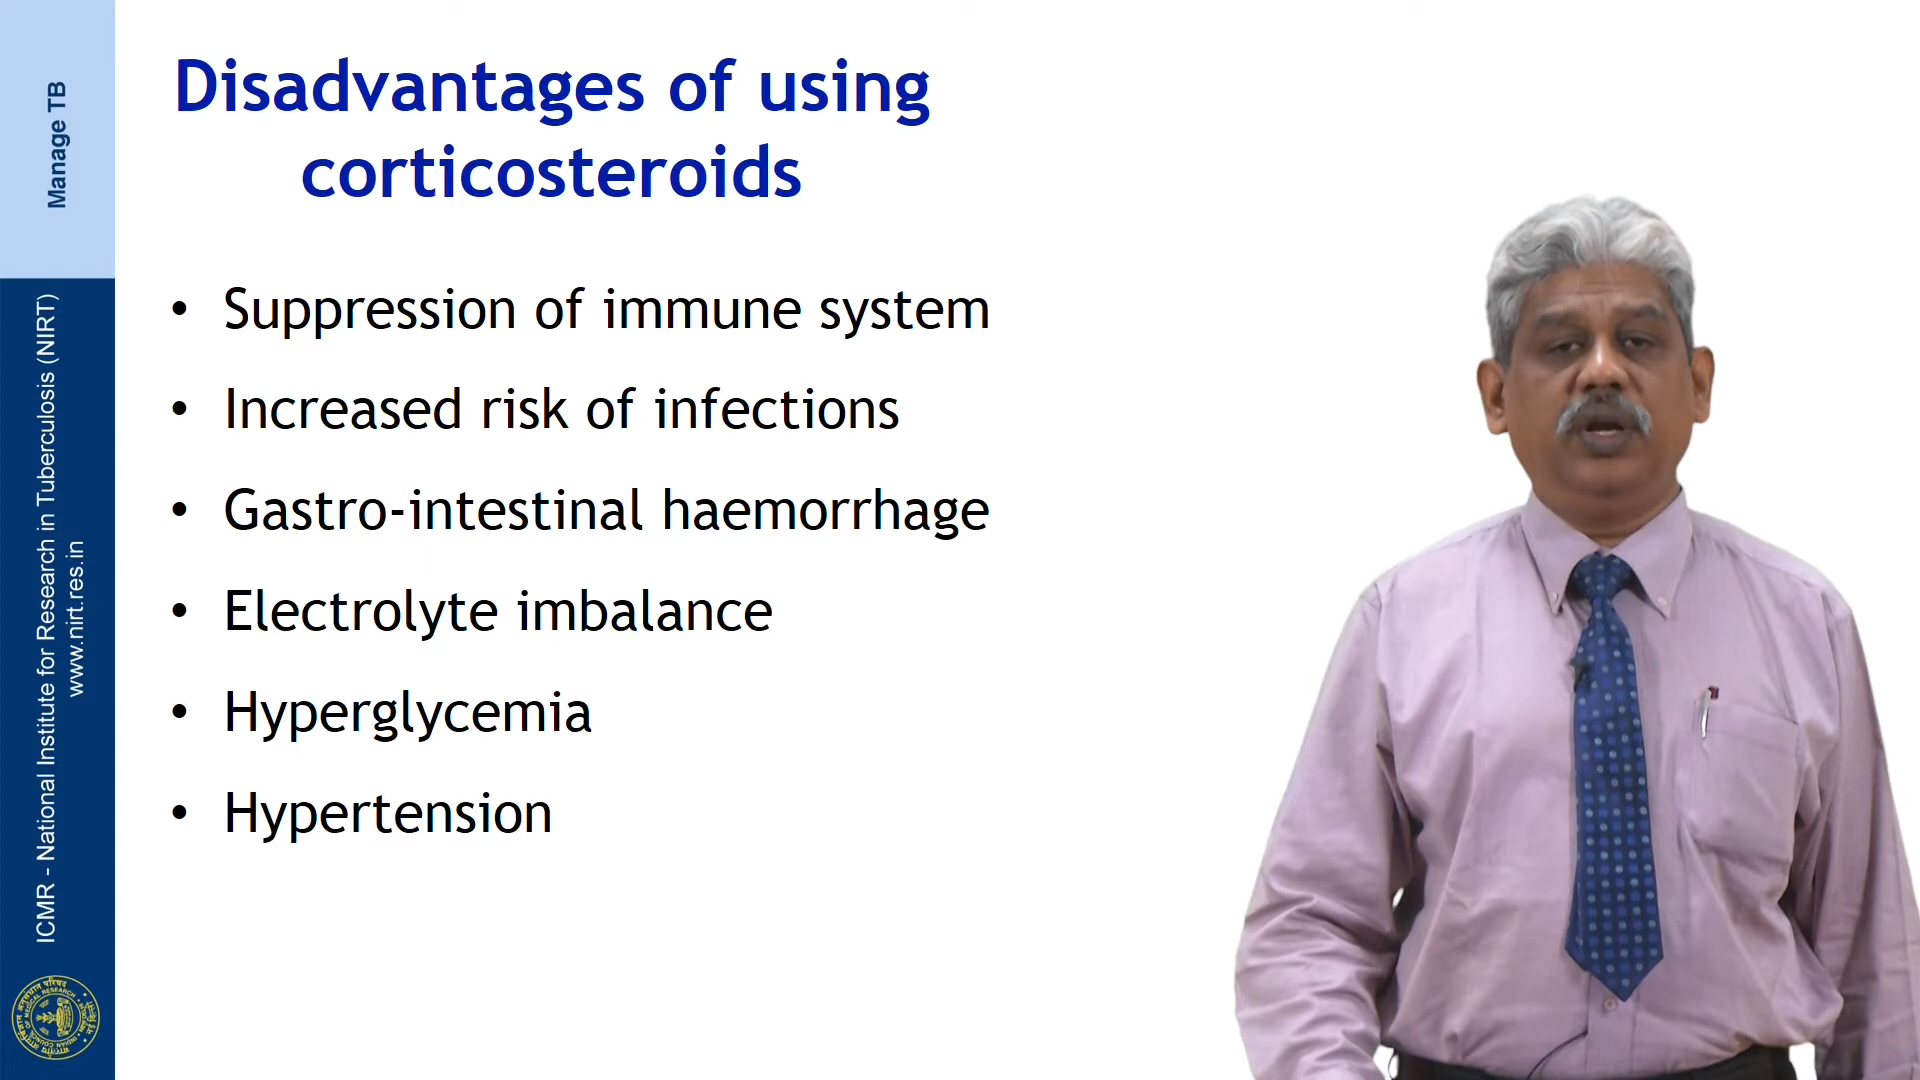 Disadvantages of using
corticosteroids
• Suppression of immune system
• Increased risk of infections
• Gastro-intestinal haemorrhage
• Electrolyte imbalance
• Hyperglycemia
• Hypertension
Manage TB
ICMR - National Institute for Research in Tuberculosis (NIRT)
www.nirt.res.in